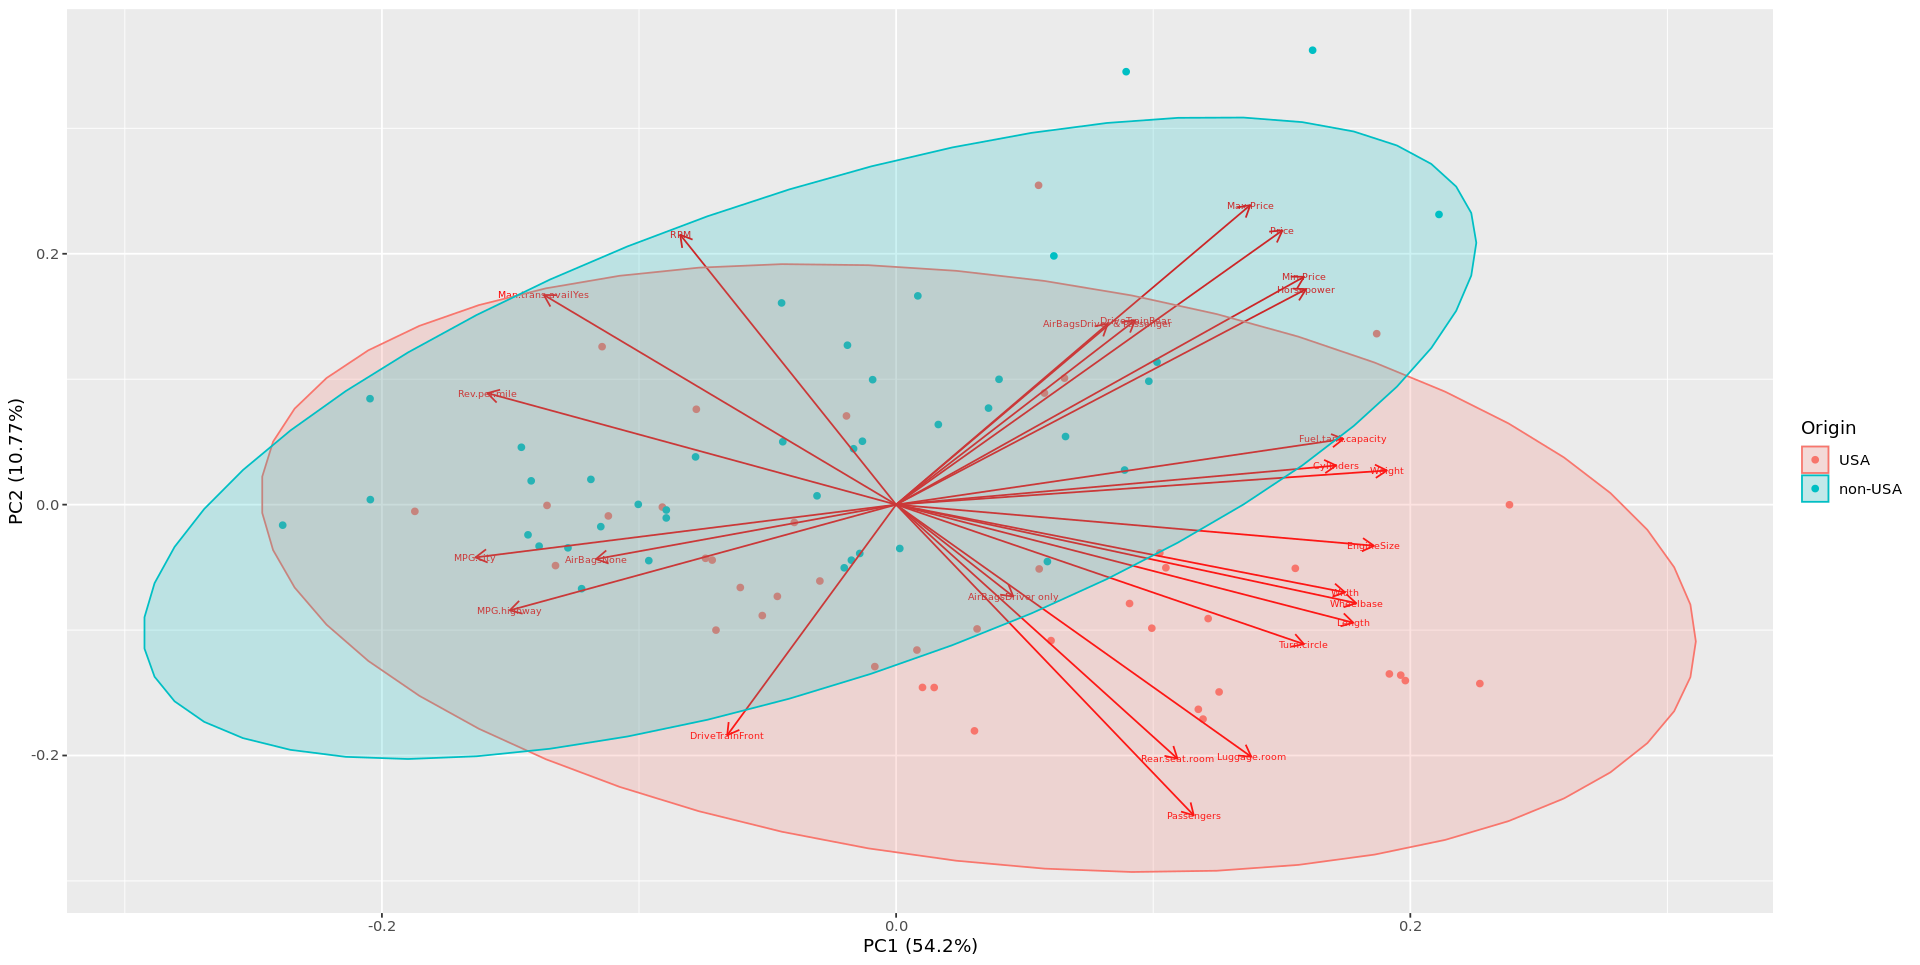 Max.Price
Price
RPM
Min.Price
Horsepower
Man.trans.availYes
DriveTrainRear
AirBagsDriver & Passenger
Rev.per.mile
Fuel.tank.capacity
Cylinders
Weight
EngineSize
MPG.city
AirBagsNone
Width
AirBagsDriver only
Wheelbase
MPG.highway
Length
Turn.circle
DriveTrainFront
Rear.seat.room
Luggage.room
Passengers
0.2
0.0
-0.2
PC2 (10.77%)
-0.2
0.0
0.2
PC1 (54.2%)
Origin
USA
non-USA